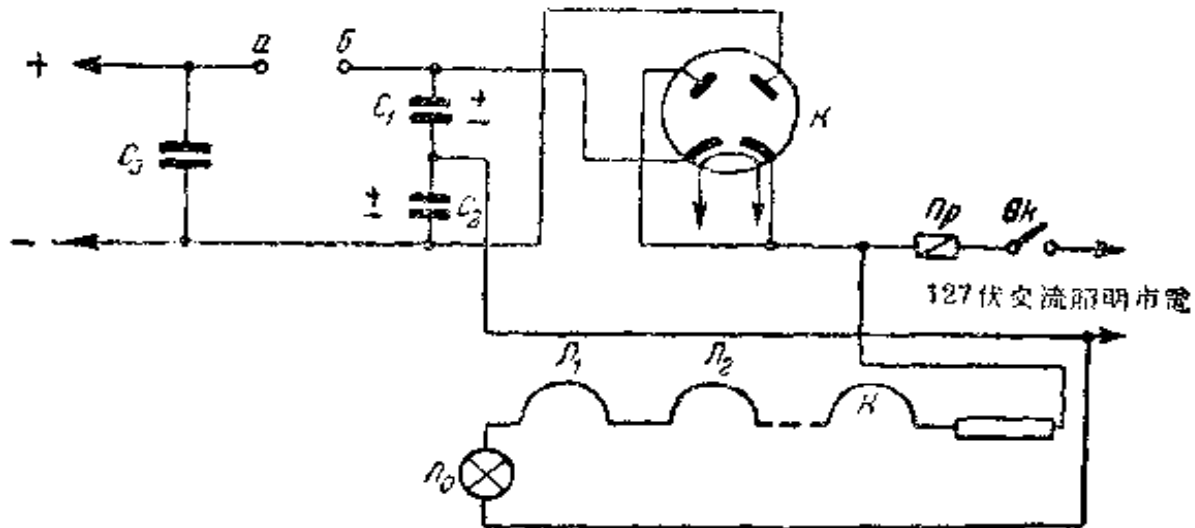 + а б
C₁ ± K
C₃
± C₂
- Пр Вк
127伏交流照明市電
Л₁ Л₂
K
Л₀